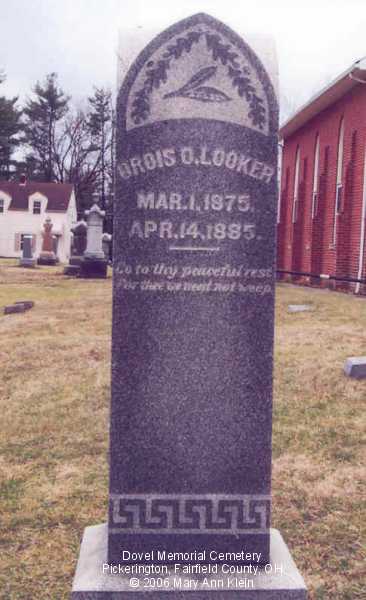 OROIS O. LOOKER
MAR. 1, 1875.
APR. 14, 1885.
Go to thy peaceful rest
For thee we need not weep.
Dovel Memorial Cemetery
Pickerington, Fairfield County, OH
© 2006 Mary Ann Klein